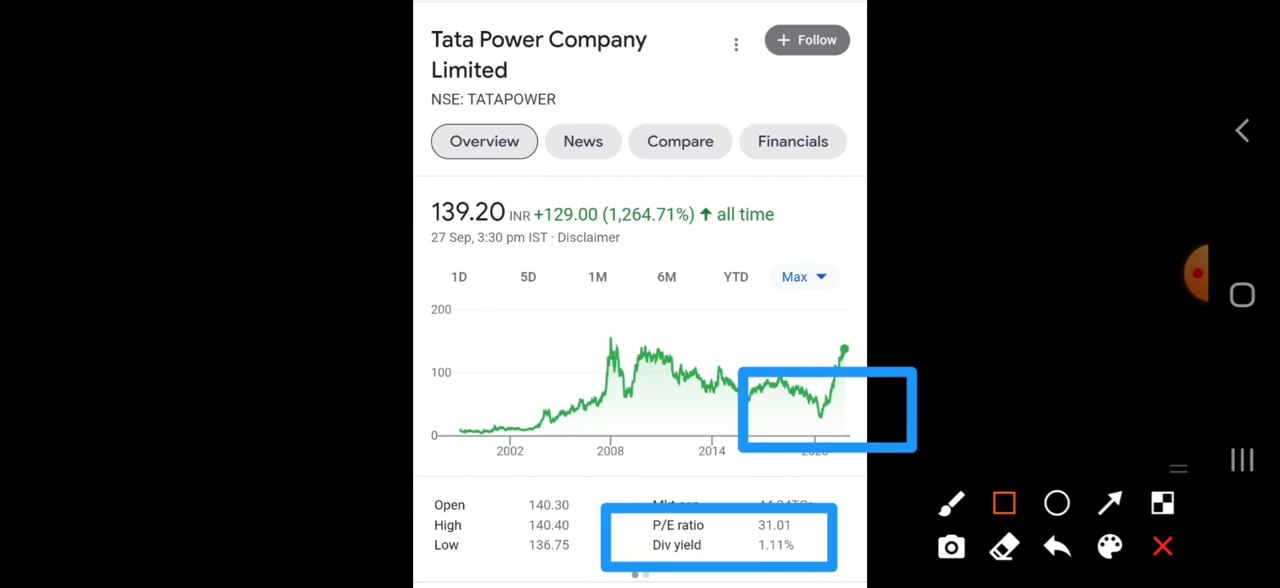 Tata Power Company
Limited
+ Follow
NSE: TATAPOWER
Overview News Compare Financials
139.20 INR +129.00 (1,264.71%) ↑ all time
27 Sep, 3:30 pm IST · Disclaimer
1D 5D 1M 6M YTD Max
200
100
0
2002 2008 2014
Open 140.30
High 140.40 P/E ratio 31.01
Low 136.75 Div yield 1.11%